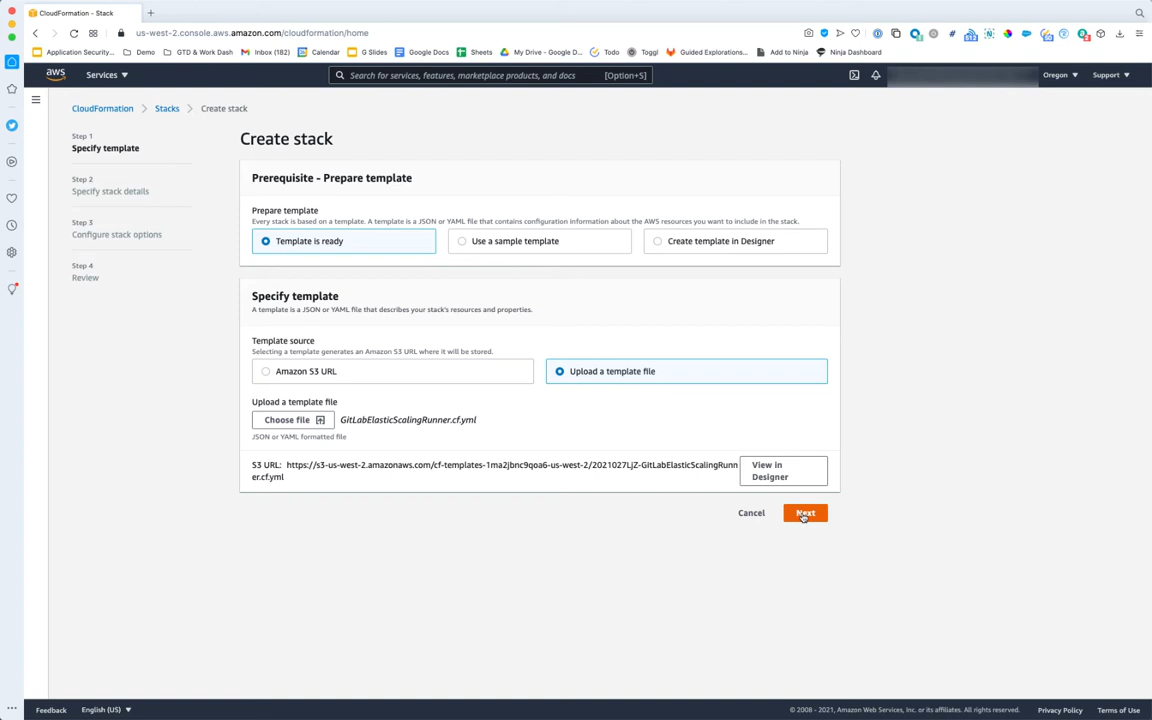 CloudFormation - Stack
us-west-2.console.aws.amazon.com/cloudformation/home
Application Security...
Demo
GTD & Work Dash
Inbox (182)
Calendar
G Slides
Google Docs
Sheets
My Drive - Google D...
Todo
Toggl
Guided Explorations...
Add to Ninja
Ninja Dashboard
aws
Services
Search for services, features, marketplace products, and docs
[Option+S]
Oregon
Support
CloudFormation
Stacks
Create stack
Step 1
Specify template
Step 2
Specify stack details
Step 3
Configure stack options
Step 4
Review
Create stack
Prerequisite - Prepare template
Prepare template
Every stack is based on a template. A template is a JSON or YAML file that contains configuration information about the AWS resources you want to include in the stack.
Template is ready
Use a sample template
Create template in Designer
Specify template
A template is a JSON or YAML file that describes your stack's resources and properties.
Template source
Selecting a template generates an Amazon S3 URL where it will be stored.
Amazon S3 URL
Upload a template file
Upload a template file
Choose file
GitLabElasticScalingRunner.cf.yml
JSON or YAML formatted file
S3 URL: https://s3-us-west-2.amazonaws.com/cf-templates-1ma2jbnc9qoa6-us-west-2/2021027LjZ-GitLabElasticScalingRunn
er.cf.yml
View in
Designer
Cancel
Next
Feedback
English (US)
© 2008 - 2021, Amazon Web Services, Inc. or its affiliates. All rights reserved.
Privacy Policy
Terms of Use